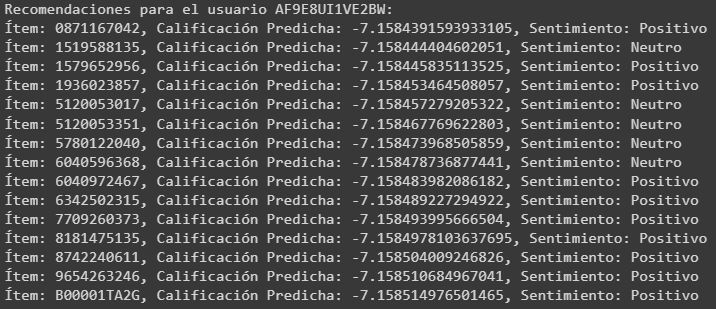 Recomendaciones para el usuario AF9E8UI1VE2BW:
Ítem: 0871167042, Calificación Predicha: -7.1584391593933105, Sentimiento: Positivo
Ítem: 1519588135, Calificación Predicha: -7.158444404602051, Sentimiento: Neutro
Ítem: 1579652956, Calificación Predicha: -7.158445835113525, Sentimiento: Positivo
Ítem: 1936023857, Calificación Predicha: -7.158453464508057, Sentimiento: Positivo
Ítem: 5120053017, Calificación Predicha: -7.158457279205322, Sentimiento: Neutro
Ítem: 5120053351, Calificación Predicha: -7.158467769622803, Sentimiento: Neutro
Ítem: 5780122040, Calificación Predicha: -7.158473968505859, Sentimiento: Neutro
Ítem: 6040596368, Calificación Predicha: -7.158478736877441, Sentimiento: Neutro
Ítem: 6040972467, Calificación Predicha: -7.158483982086182, Sentimiento: Positivo
Ítem: 6342502315, Calificación Predicha: -7.158489227294922, Sentimiento: Positivo
Ítem: 7709260373, Calificación Predicha: -7.158493995666504, Sentimiento: Positivo
Ítem: 8181475135, Calificación Predicha: -7.1584978103637695, Sentimiento: Positivo
Ítem: 8742240611, Calificación Predicha: -7.158504009246826, Sentimiento: Positivo
Ítem: 9654263246, Calificación Predicha: -7.158510684967041, Sentimiento: Positivo
Ítem: B00001TA2G, Calificación Predicha: -7.158514976501465, Sentimiento: Positivo